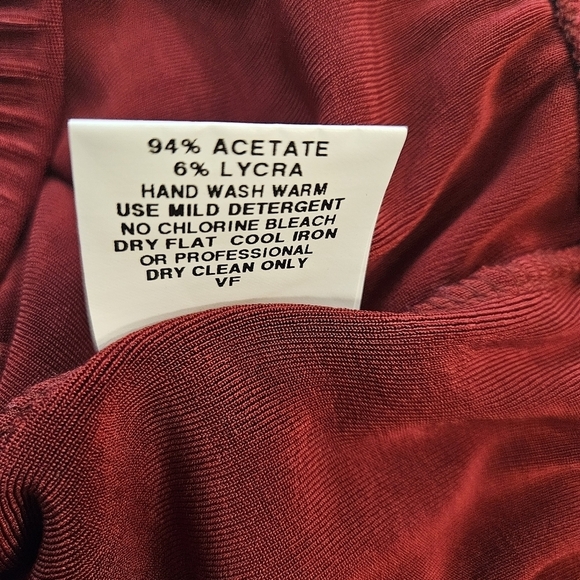 94% ACETATE
6% LYCRA
HAND WASH WARM
USE MILD DETERGENT
NO CHLORINE BLEACH
DRY FLAT COOL IRON
OR PROFESSIONAL
DRY CLEAN ONLY
VF